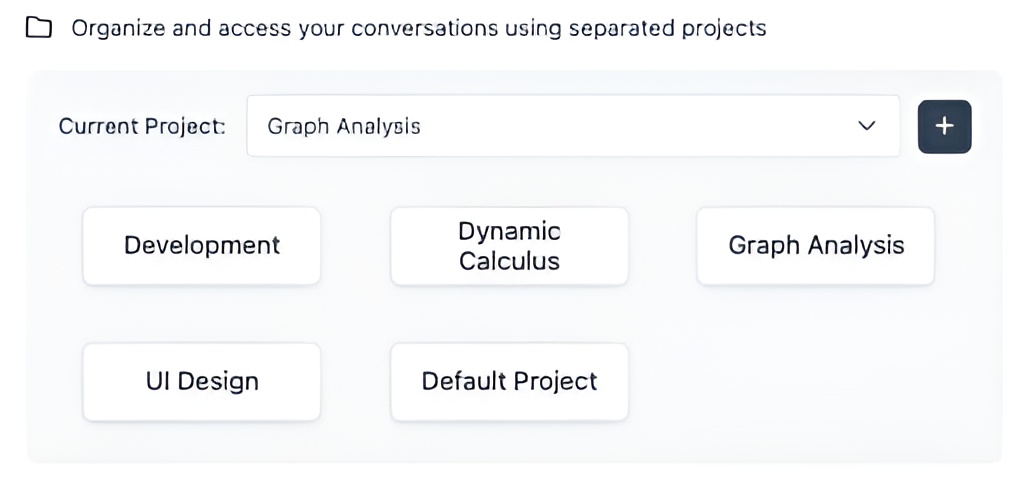 Organize and access your conversations using separated projects
Current Project:
Graph Analysis
Development
Dynamic
Calculus
Graph Analysis
UI Design
Default Project